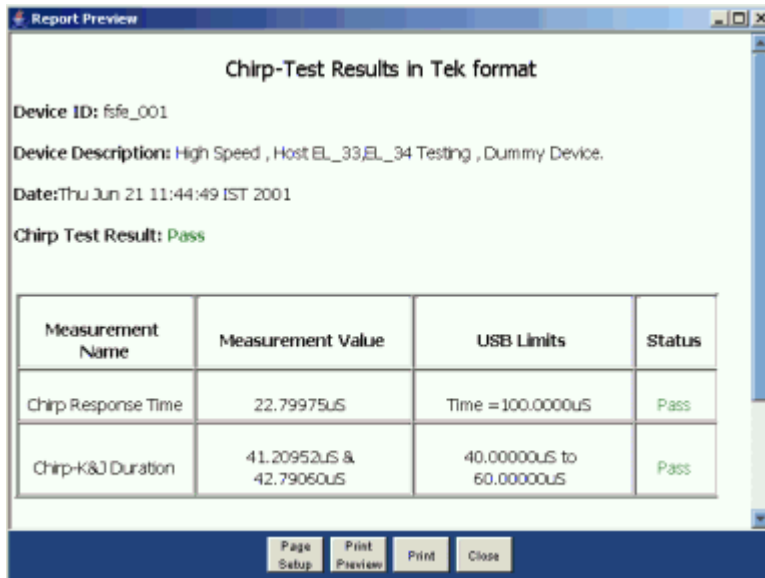 Report Preview
Chirp-Test Results in Tek format
Device ID: fsfe_001
Device Description: High Speed , Host EL_33,EL_34 Testing , Dummy Device.
Date:Thu Jun 21 11:44:49 IST 2001
Chirp Test Result: Pass
Measurement
Name
Measurement Value
USB Limits
Status
Chirp Response Time
22.79975uS
Time =100.0000uS
Pass
Chirp-K&J Duration
41.20952uS &
42.79060uS
40.00000uS to
60.00000uS
Pass
Page
Setup
Print
Preview
Print
Close